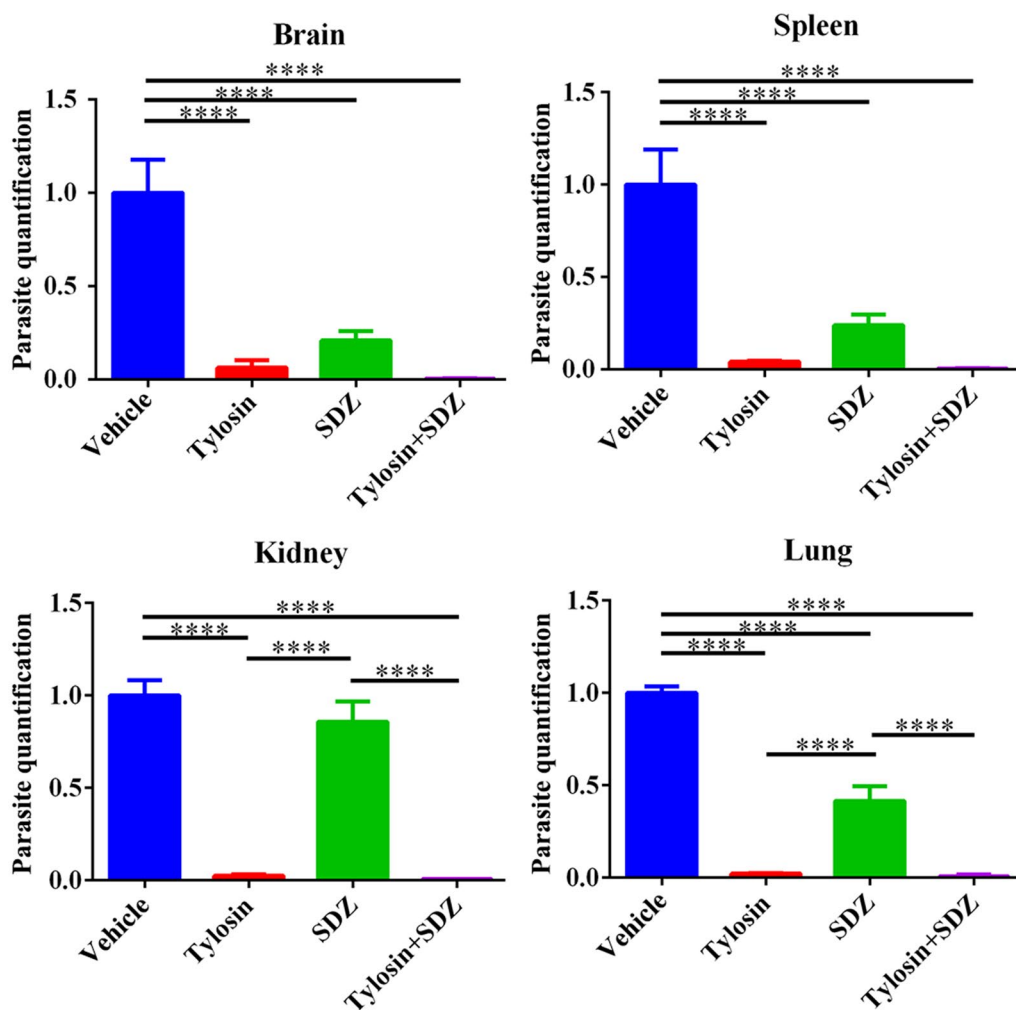 Brain
****
****
****
Parasite quantification
1.5
1.0
0.5
0.0
Vehicle
Tylosin
SDZ
Tylosin+SDZ
Spleen
****
****
****
Parasite quantification
1.5
1.0
0.5
0.0
Vehicle
Tylosin
SDZ
Tylosin+SDZ
Kidney
****
****
****
****
Parasite quantification
1.5
1.0
0.5
0.0
Vehicle
Tylosin
SDZ
Tylosin+SDZ
Lung
****
****
****
****
****
Parasite quantification
1.5
1.0
0.5
0.0
Vehicle
Tylosin
SDZ
Tylosin+SDZ